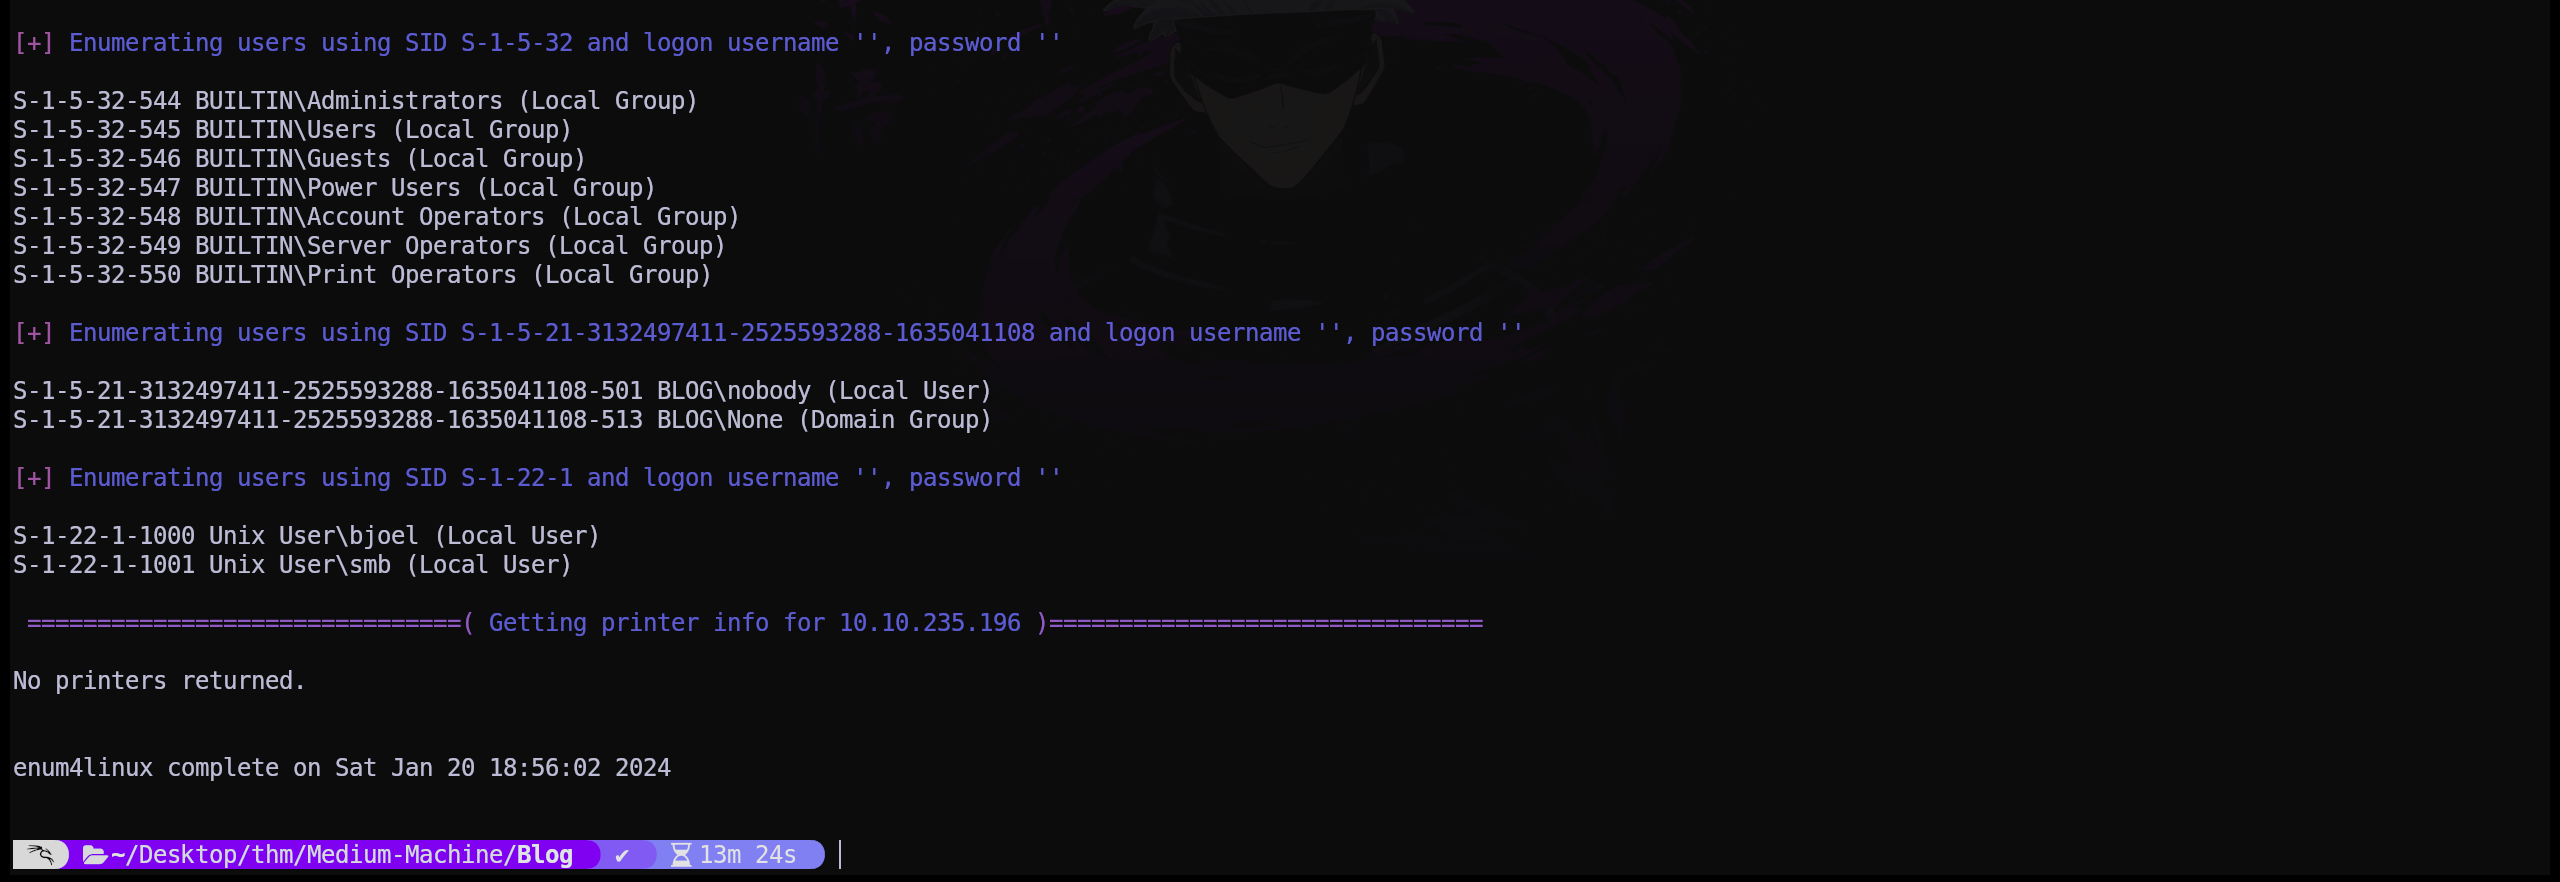 [+] Enumerating users using SID S-1-5-32 and logon username '', password ''
S-1-5-32-544 BUILTIN\Administrators (Local Group)
S-1-5-32-545 BUILTIN\Users (Local Group)
S-1-5-32-546 BUILTIN\Guests (Local Group)
S-1-5-32-547 BUILTIN\Power Users (Local Group)
S-1-5-32-548 BUILTIN\Account Operators (Local Group)
S-1-5-32-549 BUILTIN\Server Operators (Local Group)
S-1-5-32-550 BUILTIN\Print Operators (Local Group)
[+] Enumerating users using SID S-1-5-21-3132497411-2525593288-1635041108 and logon username '', password ''
S-1-5-21-3132497411-2525593288-1635041108-501 BLOG\nobody (Local User)
S-1-5-21-3132497411-2525593288-1635041108-513 BLOG\None (Domain Group)
[+] Enumerating users using SID S-1-22-1 and logon username '', password ''
S-1-22-1-1000 Unix User\bjoel (Local User)
S-1-22-1-1001 Unix User\smb (Local User)
===============================( Getting printer info for 10.10.235.196 )===============================
No printers returned.
enum4linux complete on Sat Jan 20 18:56:02 2024
~/Desktop/thm/Medium-Machine/Blog ✔ 13m 24s